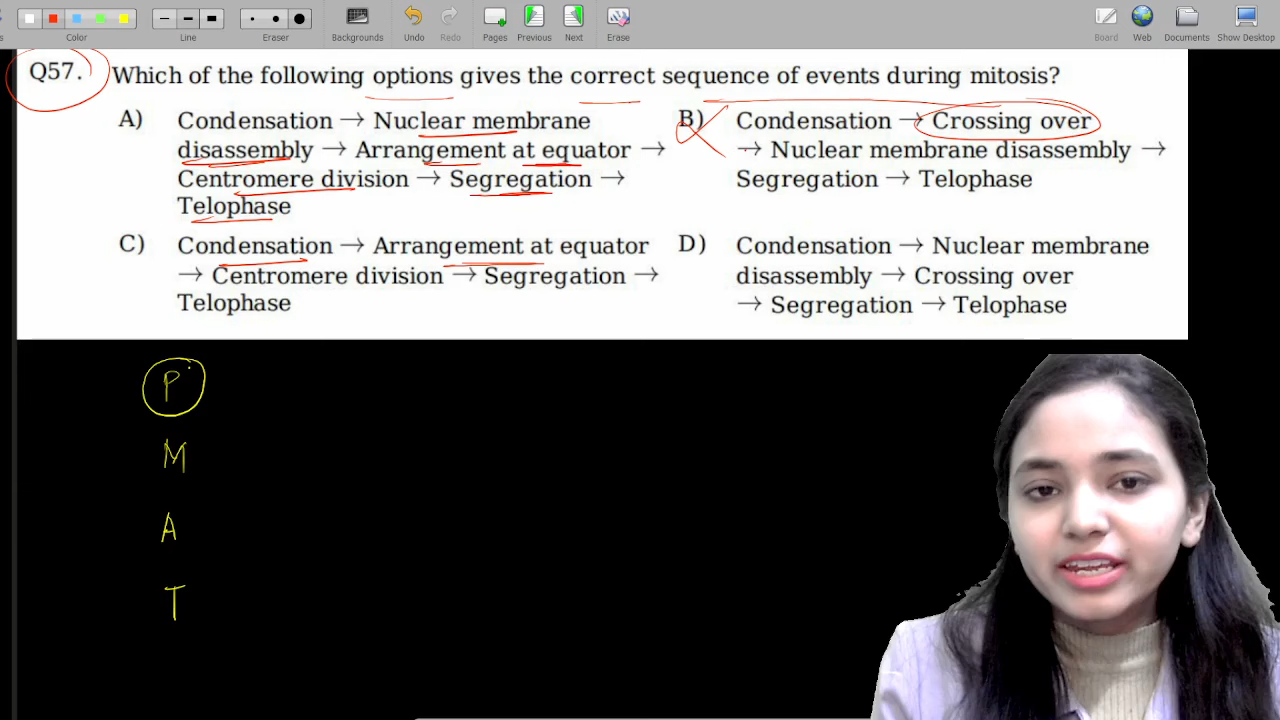 Color Line Eraser Backgrounds Undo Redo Pages Previous Next Erase Board Web Documents Show Desktop
Q57. Which of the following options gives the correct sequence of events during mitosis?
A) Condensation → Nuclear membrane
disassembly → Arrangement at equator →
Centromere division → Segregation →
Telophase
B) Condensation → Crossing over
→ Nuclear membrane disassembly →
Segregation → Telophase
C) Condensation → Arrangement at equator
→ Centromere division → Segregation →
Telophase
D) Condensation → Nuclear membrane
disassembly → Crossing over
→ Segregation → Telophase
P
M
A
T